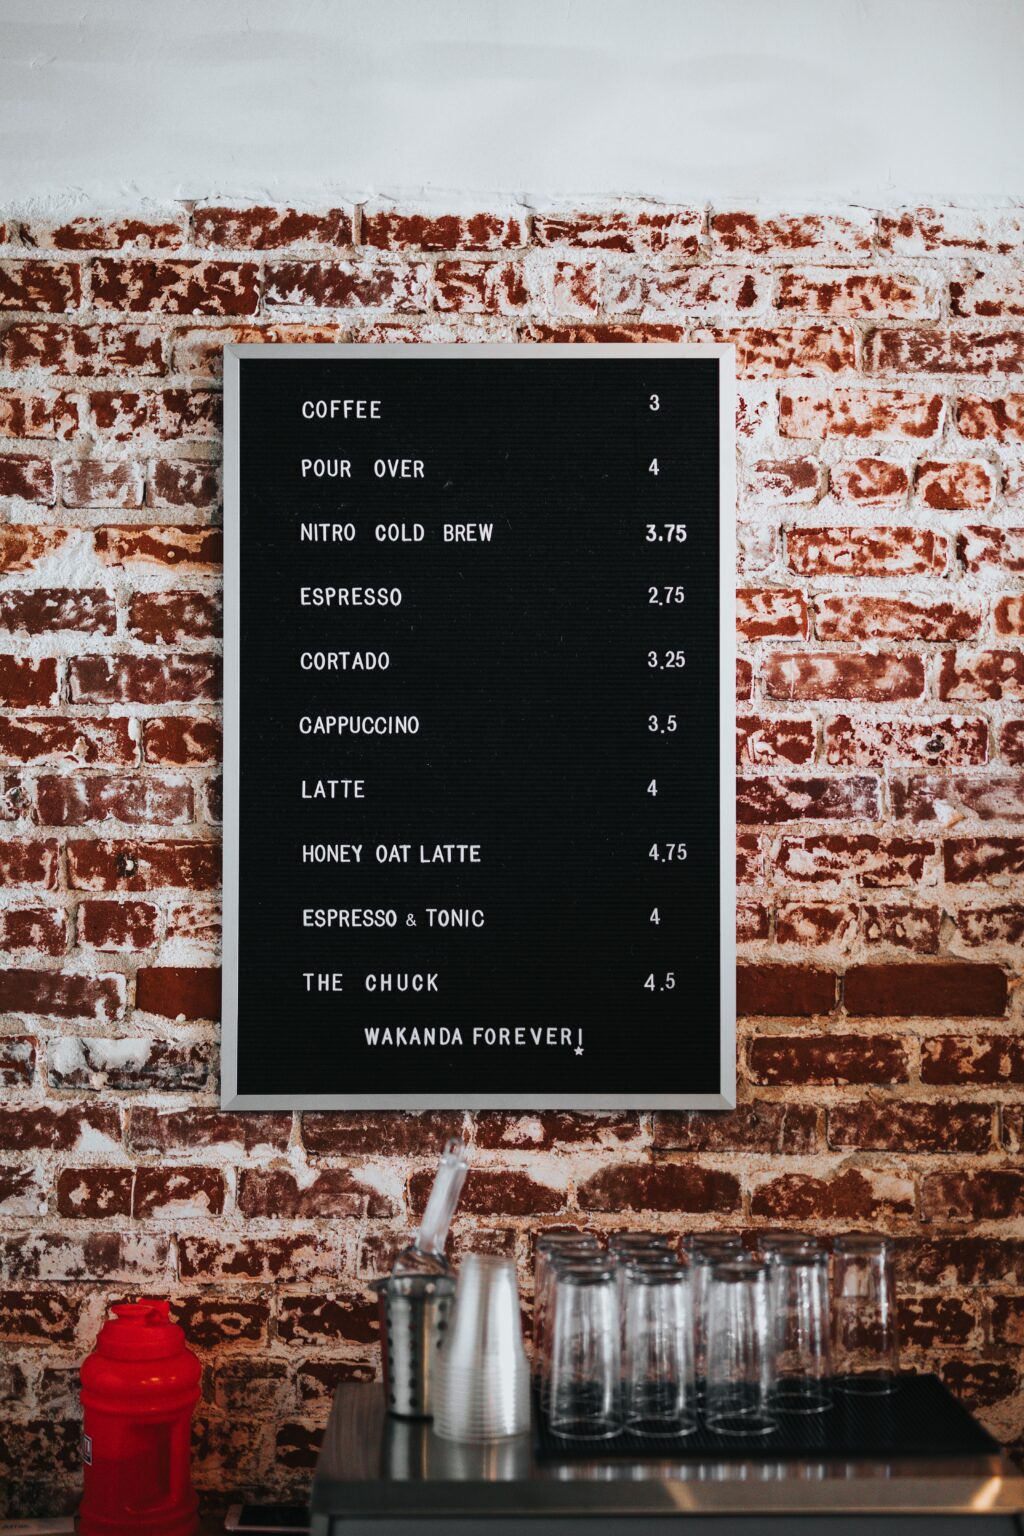 COFFEE 3
POUR OVER 4
NITRO COLD BREW 3.75
ESPRESSO 2.75
CORTADO 3.25
CAPPUCCINO 3.5
LATTE 4
HONEY OAT LATTE 4.75
ESPRESSO & TONIC 4
THE CHUCK 4.5
WAKANDA FOREVER!